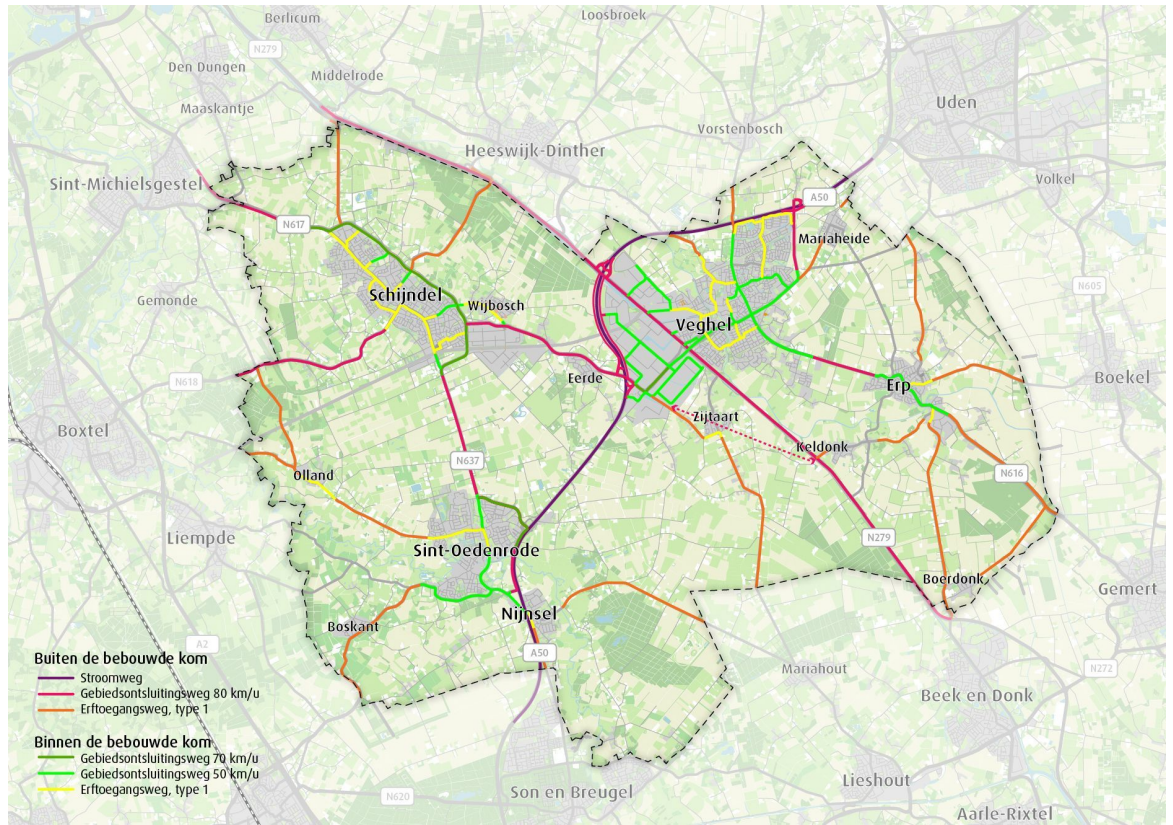 Berlicum
Loosbroek
N279
Den Dungen
Middelrode
Maaskantje
Uden
Vorstenbosch
Heeswijk-Dinther
Sint-Michielsgestel
Volkel
A50
N617
Mariaheide
N605
Gemonde
Schijndel
Wijbosch
Veghel
Eerde
N618
Erp
Boekel
Zijtaart
Boxtel
Keldonk
N637
Olland
N616
Liempde
Sint-Oedenrode
N279
Boerdonk
Gemert
Nijnsel
Boskant
A2
A50
Mariahout
N272
Beek en Donk
Buiten de bebouwde kom
Stroomweg
Gebiedsontsluitingsweg 80 km/u
Erftoegangsweg, type 1
Binnen de bebouwde kom
Gebiedsontsluitingsweg 70 km/u
Gebiedsontsluitingsweg 50 km/u
Erftoegangsweg, type 1
N620
Son en Breugel
Lieshout
Aarle-Rixtel